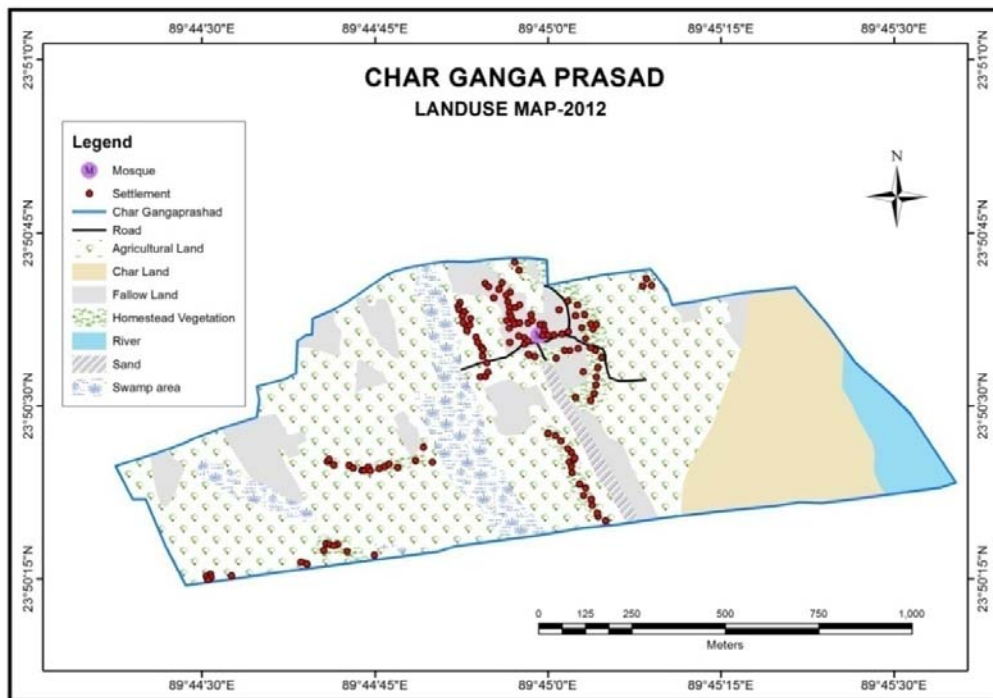 89°44'30"E 89°44'45"E 89°45'0"E 89°45'15"E 89°45'30"E
23°51'0"N 23°51'0"N
CHAR GANGA PRASAD
LANDUSE MAP-2012
Legend
M Mosque
Settlement
Char Gangaprashad
Road
Agricultural Land
Char Land
Fallow Land
Homestead Vegetation
River
Sand
Swamp area
N
23°50'45"N 23°50'45"N
M
23°50'30"N 23°50'30"N
23°50'15"N 23°50'15"N
0 125 250 500 750 1,000
Meters
89°44'30"E 89°44'45"E 89°45'0"E 89°45'15"E 89°45'30"E